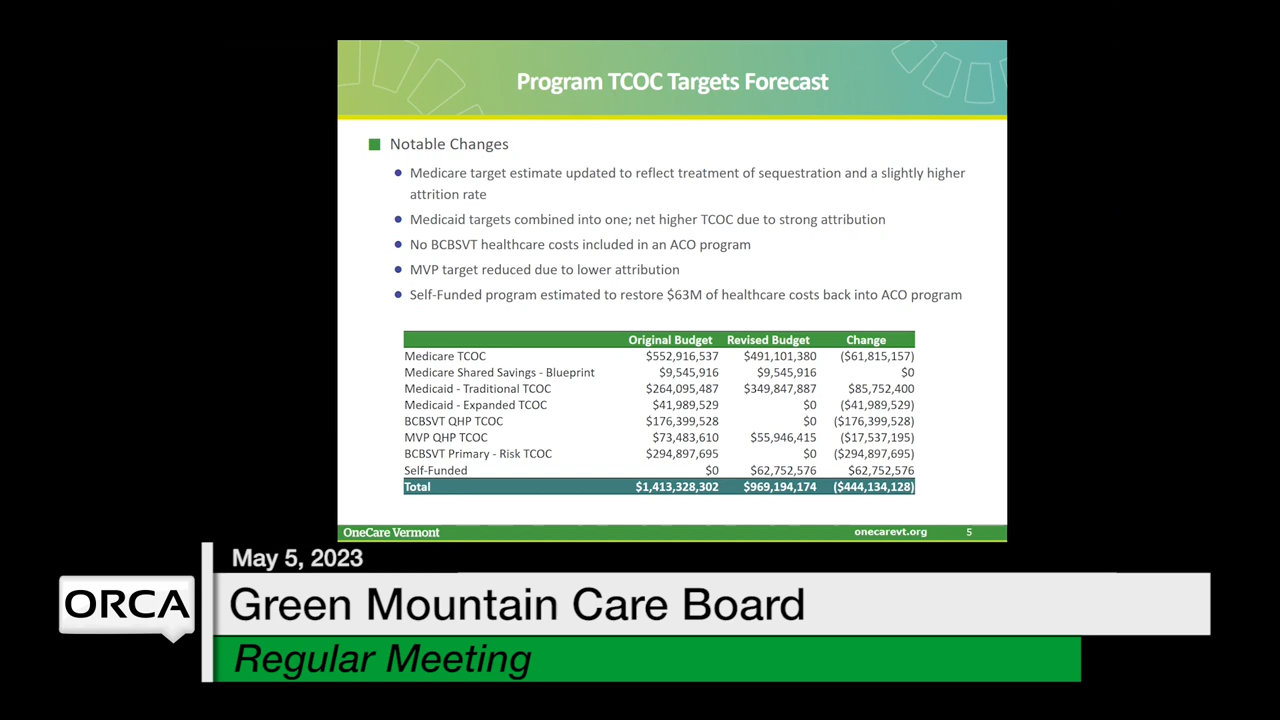 Program TCOC Targets Forecast
Notable Changes
Medicare target estimate updated to reflect treatment of sequestration and a slightly higher
attrition rate
Medicaid targets combined into one; net higher TCOC due to strong attribution
No BCBSVT healthcare costs included in an ACO program
MVP target reduced due to lower attribution
Self-Funded program estimated to restore $63M of healthcare costs back into ACO program
Original Budget Revised Budget Change
Medicare TCOC $552,916,537 $491,101,380 ($61,815,157)
Medicare Shared Savings - Blueprint $9,545,916 $9,545,916 $0
Medicaid - Traditional TCOC $264,095,487 $349,847,887 $85,752,400
Medicaid - Expanded TCOC $41,989,529 $0 ($41,989,529)
BCBSVT QHP TCOC $176,399,528 $0 ($176,399,528)
MVP QHP TCOC $73,483,610 $55,946,415 ($17,537,195)
BCBSVT Primary - Risk TCOC $294,897,695 $0 ($294,897,695)
Self-Funded $0 $62,752,576 $62,752,576
Total $1,413,328,302 $969,194,174 ($444,134,128)
OneCare Vermont onecarevt.org 5
May 5, 2023
ORCA
Green Mountain Care Board
Regular Meeting